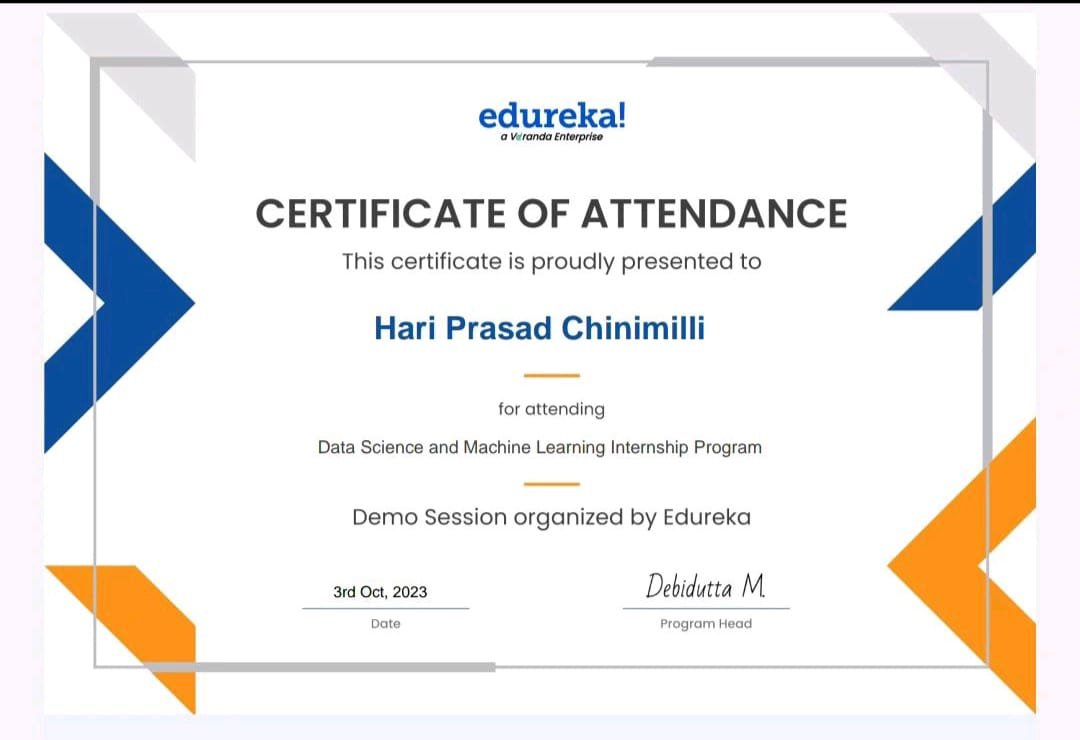 edureka!
a Veranda Enterprise
CERTIFICATE OF ATTENDANCE
This certificate is proudly presented to
Hari Prasad Chinimilli
for attending
Data Science and Machine Learning Internship Program
Demo Session organized by Edureka
3rd Oct, 2023
Debidutta M.
Date
Program Head